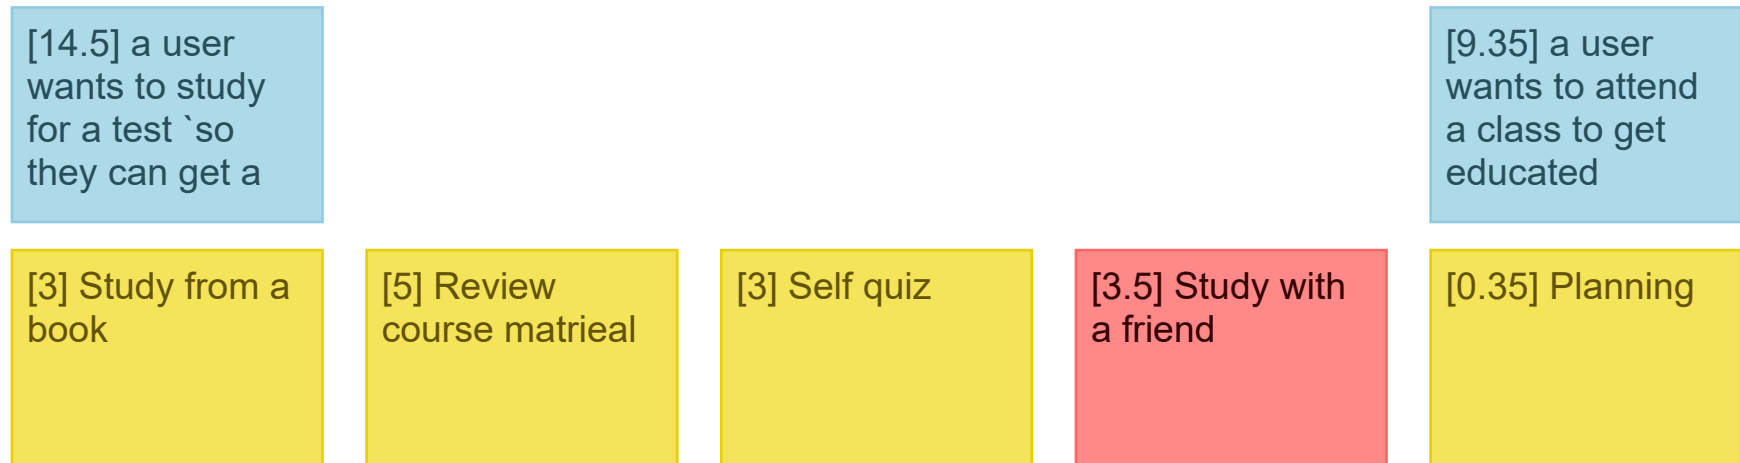 [14.5] a user
wants to study
for a test `so
they can get a
[9.35] a user
wants to attend
a class to get
educated
[3] Study from a
book
[5] Review
course matrieal
[3] Self quiz
[3.5] Study with
a friend
[0.35] Planning